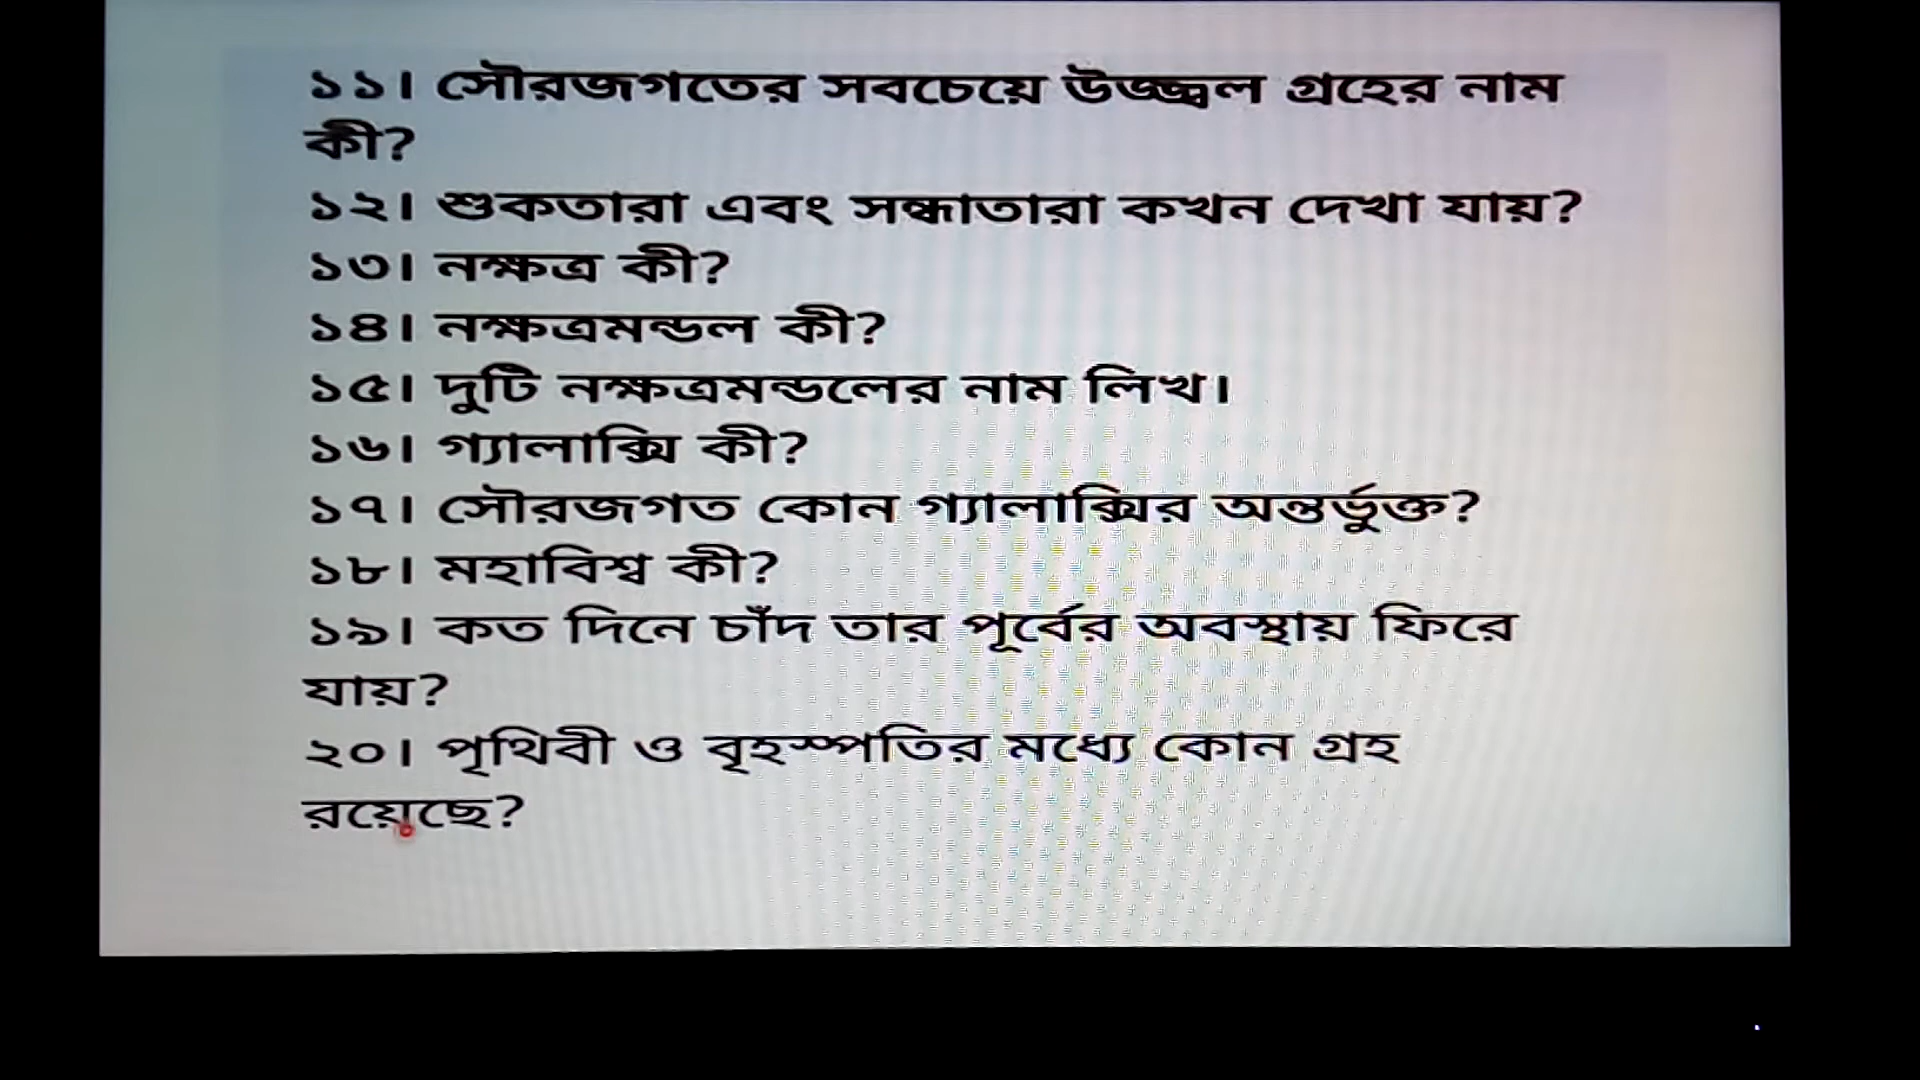 ১১। সৌরজগতের সবচেয়ে উজ্জ্বল গ্রহের নাম
কী?
১২। শুকতারা এবং সন্ধাতারা কখন দেখা যায়?
১৩। নক্ষত্র কী?
১৪। নক্ষত্রমন্ডল কী?
১৫। দুটি নক্ষত্রমন্ডলের নাম লিখ।
১৬। গ্যালাক্সি কী?
১৭। সৌরজগত কোন গ্যালাক্সির অন্তর্ভুক্ত?
১৮। মহাবিশ্ব কী?
১৯। কত দিনে চাঁদ তার পূর্বের অবস্থায় ফিরে
যায়?
২০। পৃথিবী ও বৃহস্পতির মধ্যে কোন গ্রহ
রয়েছে?